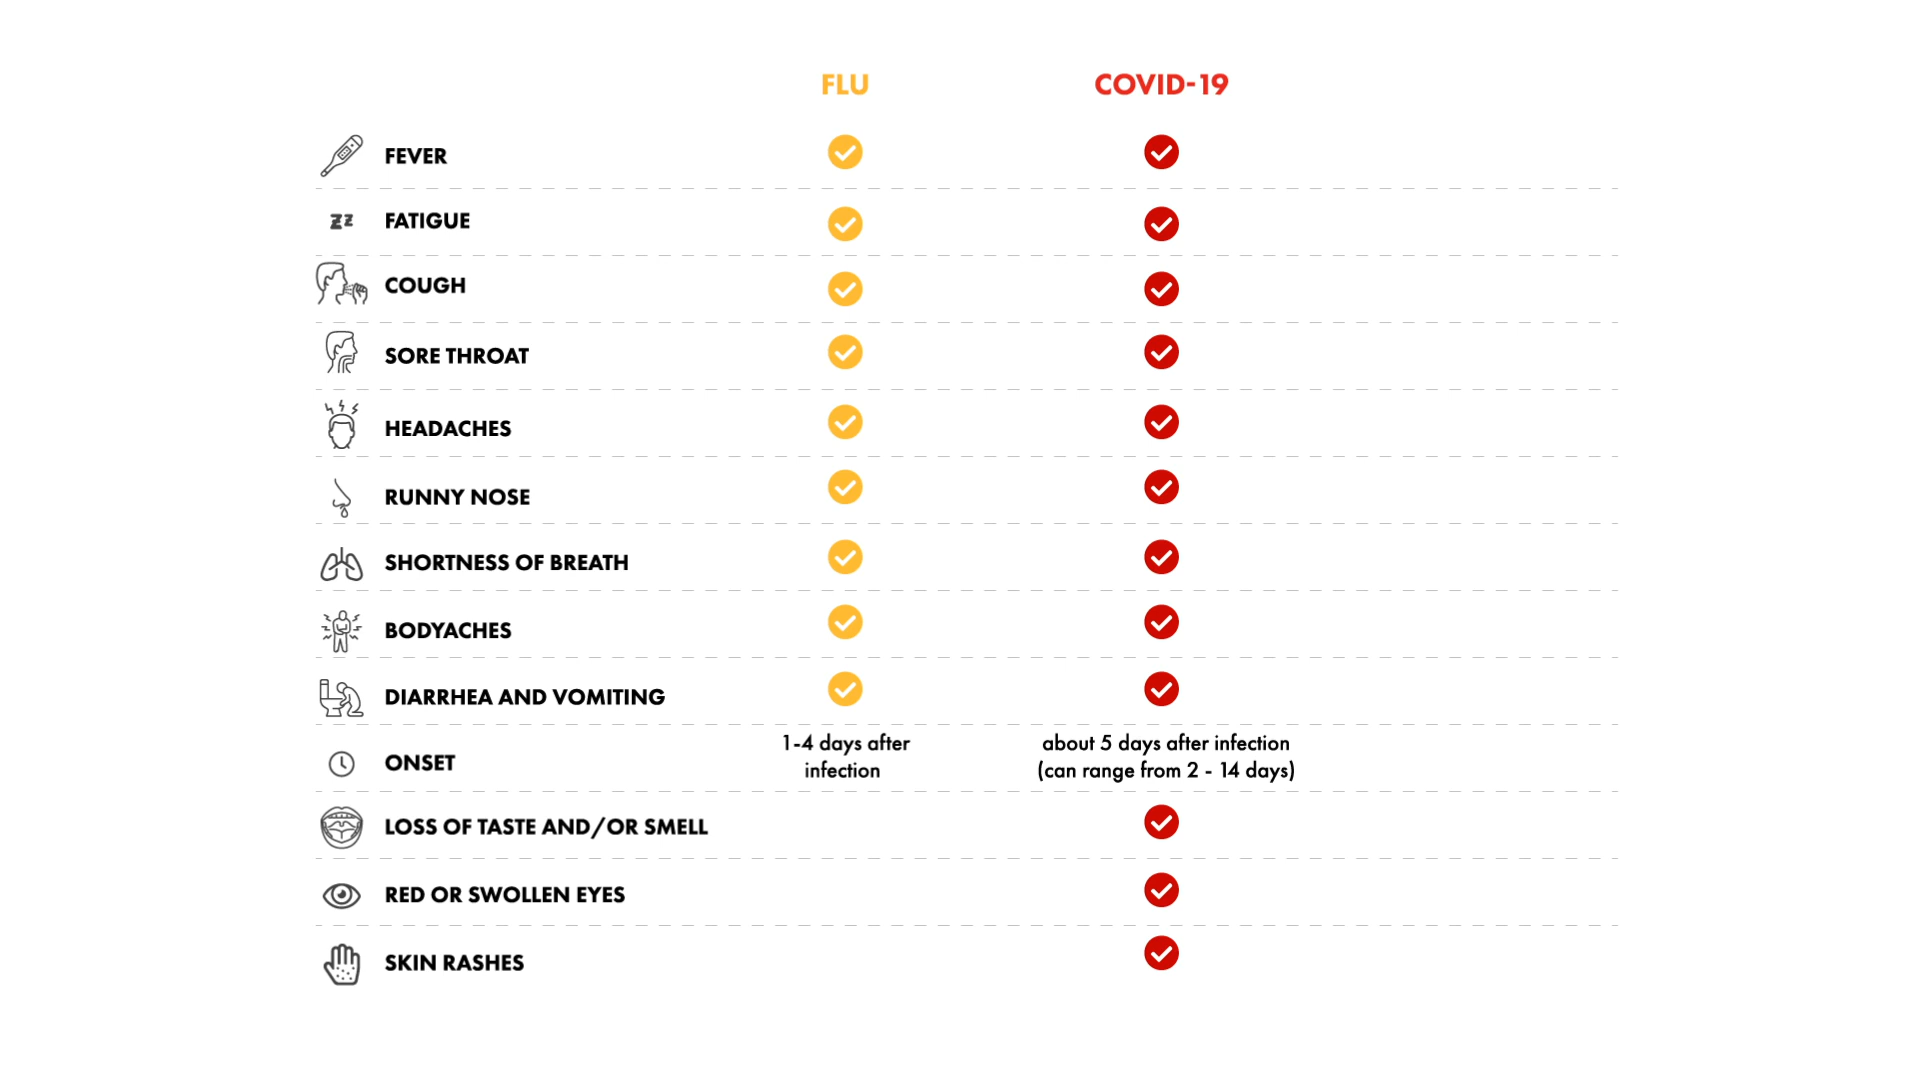 FLU COVID-19
FEVER
FATIGUE
COUGH
SORE THROAT
HEADACHES
RUNNY NOSE
SHORTNESS OF BREATH
BODYACHES
DIARRHEA AND VOMITING
ONSET
1-4 days after
infection
about 5 days after infection
(can range from 2 - 14 days)
LOSS OF TASTE AND/OR SMELL
RED OR SWOLLEN EYES
SKIN RASHES